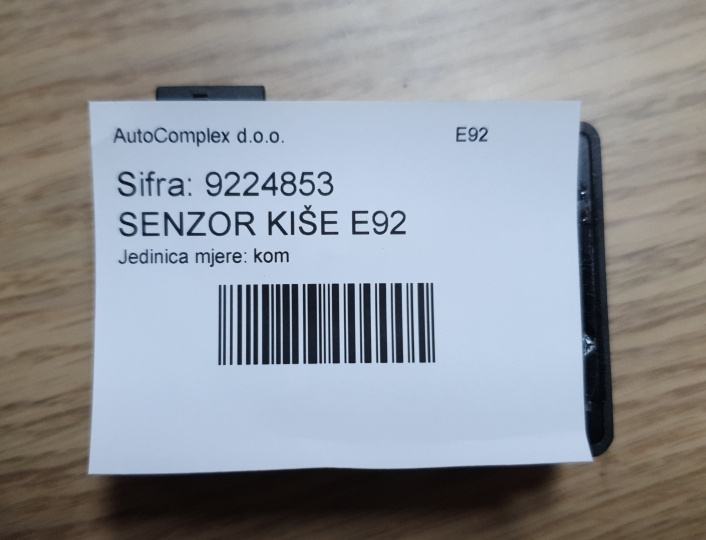 AutoComplex d.o.o. E92
Sifra: 9224853
SENZOR KIŠE E92
Jedinica mjere: kom